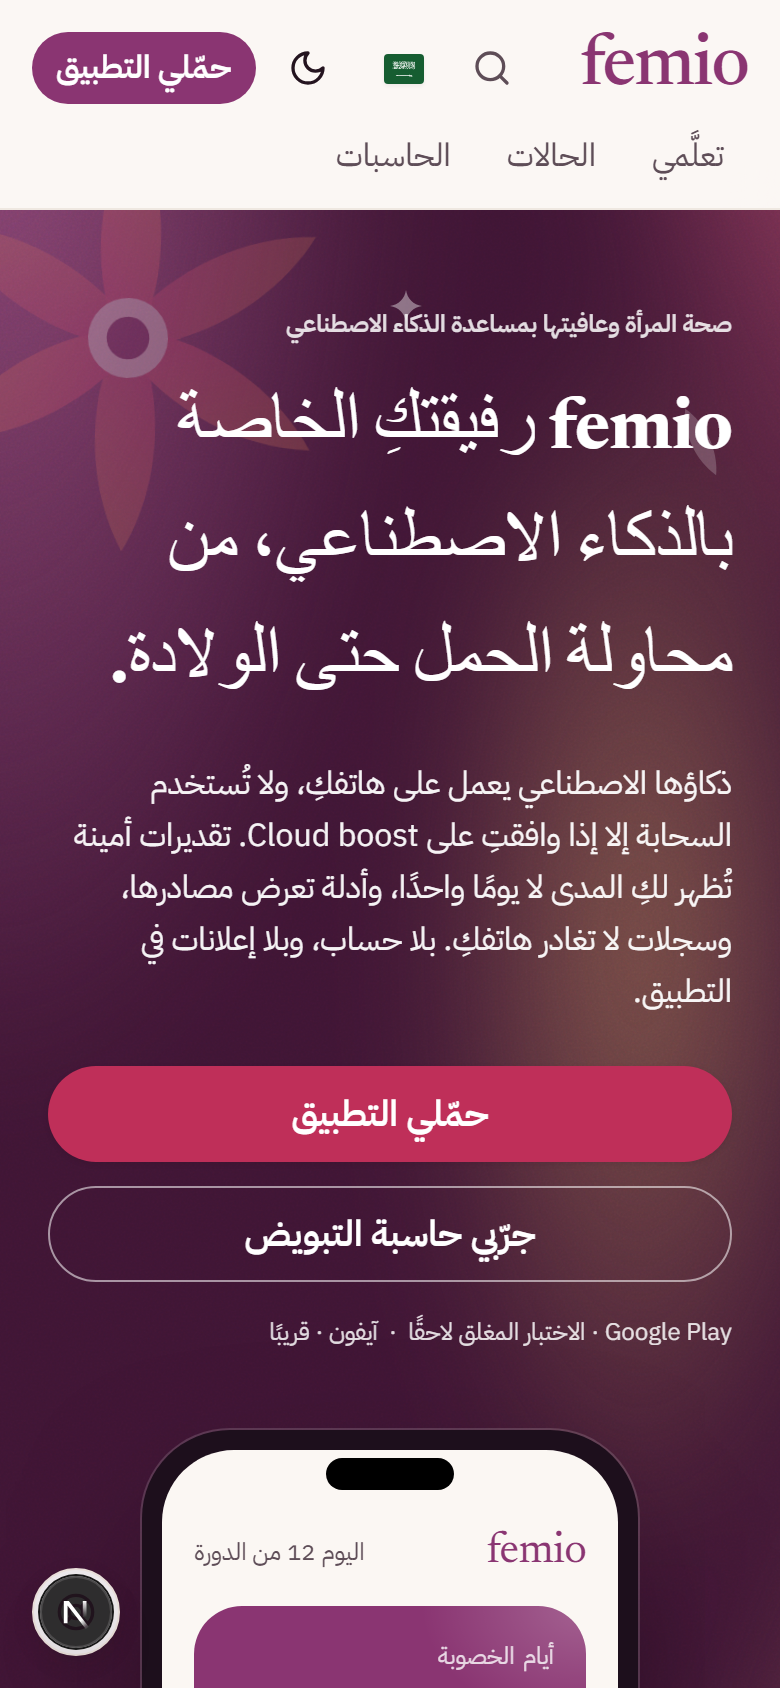 femio
حمّلي التطبيق
تعلَّمي
الحالات
الحاسبات
صحة المرأة وعافيتها بمساعدة الذكاء الاصطناعي
femio رفيقتكِ الخاصة
بالذكاء الاصطناعي، من
محاولة الحمل حتى الولادة.
ذكاؤها الاصطناعي يعمل على هاتفكِ، ولا تُستخدم
السحابة إلا إذا وافقتِ على Cloud boost. تقديرات أمينة
تُظهر لكِ المدى لا يومًا واحدًا، وأدلة تعرض مصادرها،
وسجلات لا تغادر هاتفكِ. بلا حساب، وبلا إعلانات في
التطبيق.
حمّلي التطبيق
جرّبي حاسبة التبويض
Google Play · الاختبار المغلق لاحقًا · آيفون · قريبًا
femio
اليوم 12 من الدورة
أيام الخصوبة
N